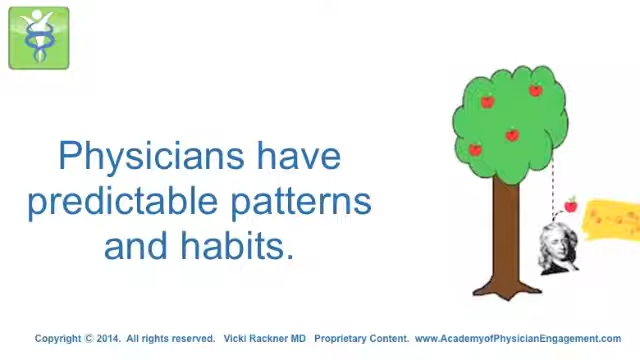 Physicians have
predictable patterns
and habits.
Copyright © 2014. All rights reserved. Vicki Rackner MD Proprietary Content. www.AcademyofPhysicianEngagement.com